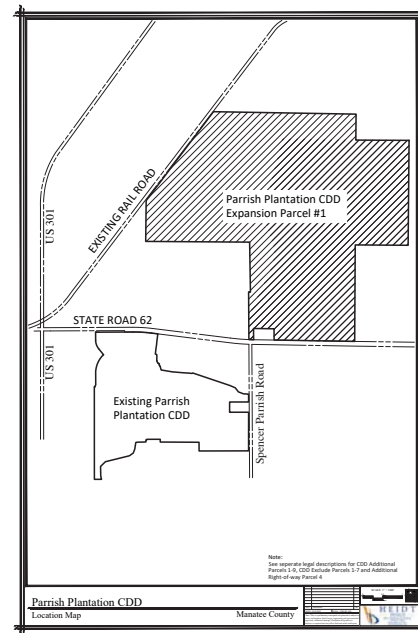 US 301
EXISTING RAIL ROAD
Parrish Plantation CDD
Expansion Parcel #1
STATE ROAD 62
US 301
Existing Parrish
Plantation CDD
Spencer Parrish Road
Note:
See seperate legal descriptions for CDD Additional
Parcels 1-9, CDD Exclude Parcels 1-7 and Additional
Right-of-way Parcel 4
Parrish Plantation CDD
Location Map
Manatee County
HEIDT